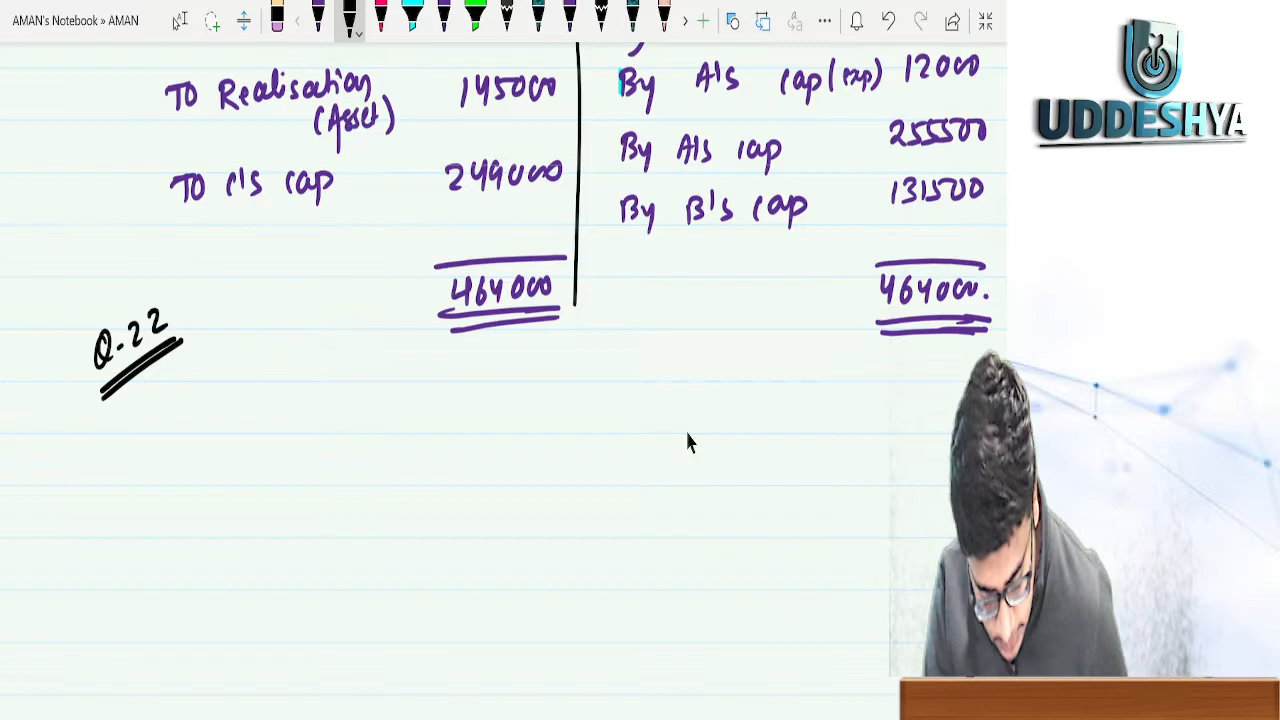 AMAN's Notebook » AMAN
UDDESHYA
To Realisation 145000
(Asset)
To C's cap 249000
464000
By A's cap (exp) 12000
By A's cap 255500
By B's cap 131500
464000.
Q.22